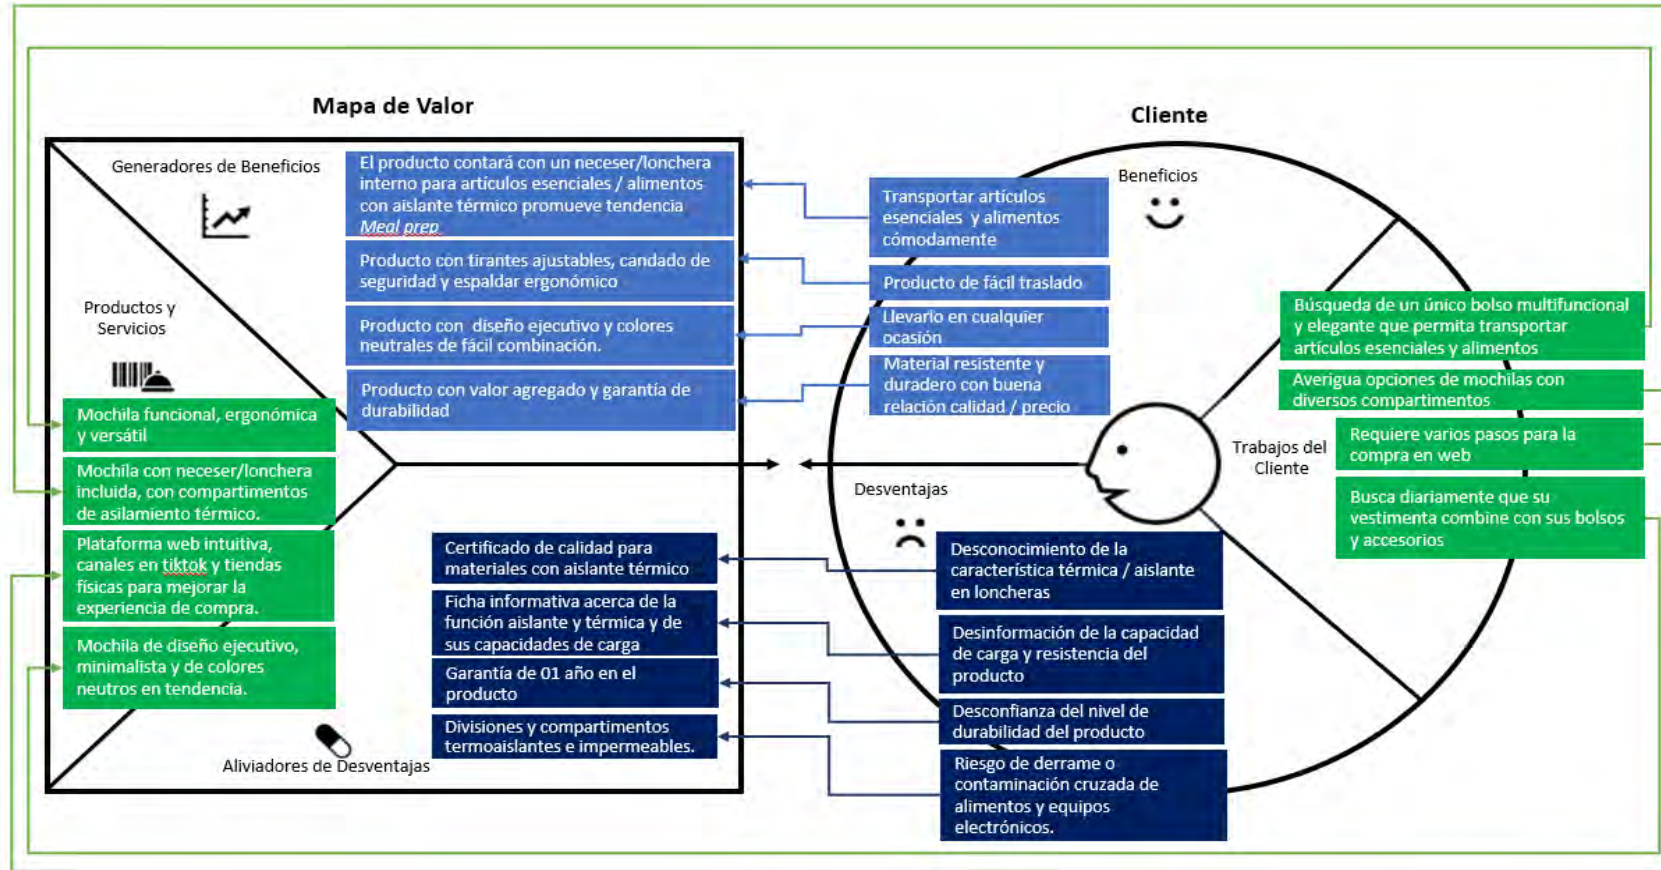 Mapa de Valor
Generadores de Beneficios
El producto contará con un neceser/lonchera
interno para artículos esenciales / alimentos
con aislante térmico promueve tendencia
Meal prep
Producto con tirantes ajustables, candado de
seguridad y espaldar ergonómico
Producto con diseño ejecutivo y colores
neutrales de fácil combinación.
Producto con valor agregado y garantía de
durabilidad
Productos y
Servicios
Mochila funcional, ergonómica
y versátil
Mochila con neceser/lonchera
incluida, con compartimentos
de asilamiento térmico.
Plataforma web intuitiva,
canales en tiktok y tiendas
físicas para mejorar la
experiencia de compra.
Mochila de diseño ejecutivo,
minimalista y de colores
neutros en tendencia.
Certificado de calidad para
materiales con aislante térmico
Ficha informativa acerca de la
función aislante y térmica y de
sus capacidades de carga
Garantía de 01 año en el
producto
Divisiones y compartimentos
termoaislantes e impermeables.
Aliviadores de Desventajas
Cliente
Beneficios
Transportar artículos
esenciales y alimentos
cómodamente
Producto de fácil traslado
Llevarlo en cualquier
ocasión
Material resistente y
duradero con buena
relación calidad / precio
Trabajos del
Cliente
Búsqueda de un único bolso multifuncional
y elegante que permita transportar
artículos esenciales y alimentos
Averigua opciones de mochilas con
diversos compartimentos
Requiere varios pasos para la
compra en web
Busca diariamente que su
vestimenta combine con sus bolsos
y accesorios
Desventajas
Desconocimiento de la
característica térmica / aislante
en loncheras
Desinformación de la capacidad
de carga y resistencia del
producto
Desconfianza del nivel de
durabilidad del producto
Riesgo de derrame o
contaminación cruzada de
alimentos y equipos
electrónicos.